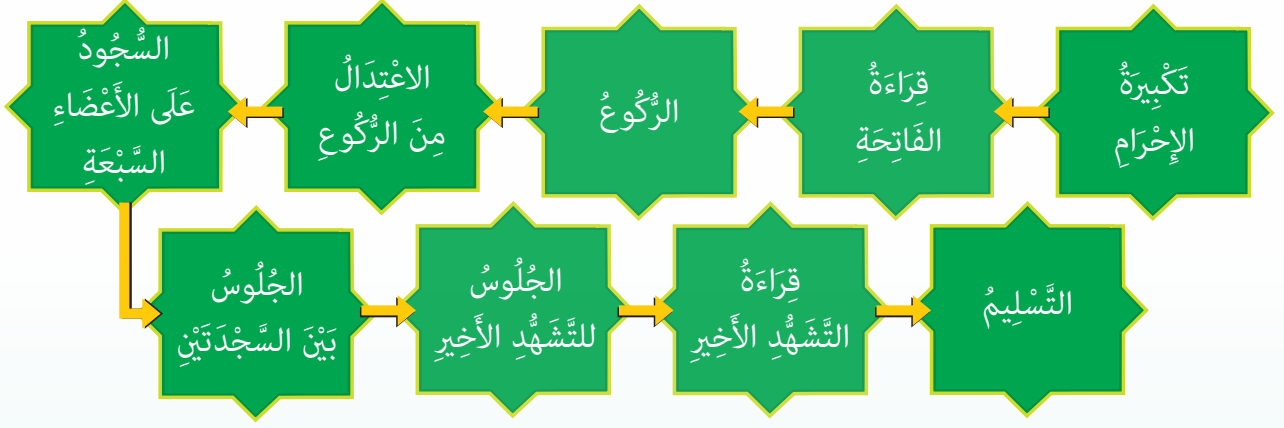 تَكْبِيرَةُ
الإِحْرَامِ
قِرَاءَةُ
الفَاتِحَةِ
الرُّكُوعُ
الاعْتِدَالُ
مِنَ الرُّكُوعِ
السُّجُودُ
عَلَى الأَعْضَاءِ
السَّبْعَةِ
الجُلُوسُ
بَيْنَ السَّجْدَتَيْنِ
الجُلُوسُ
للتَّشَهُّدِ الأَخِيرِ
قِرَاءَةُ
التَّشَهُّدِ الأَخِيرِ
التَّسْلِيمُ